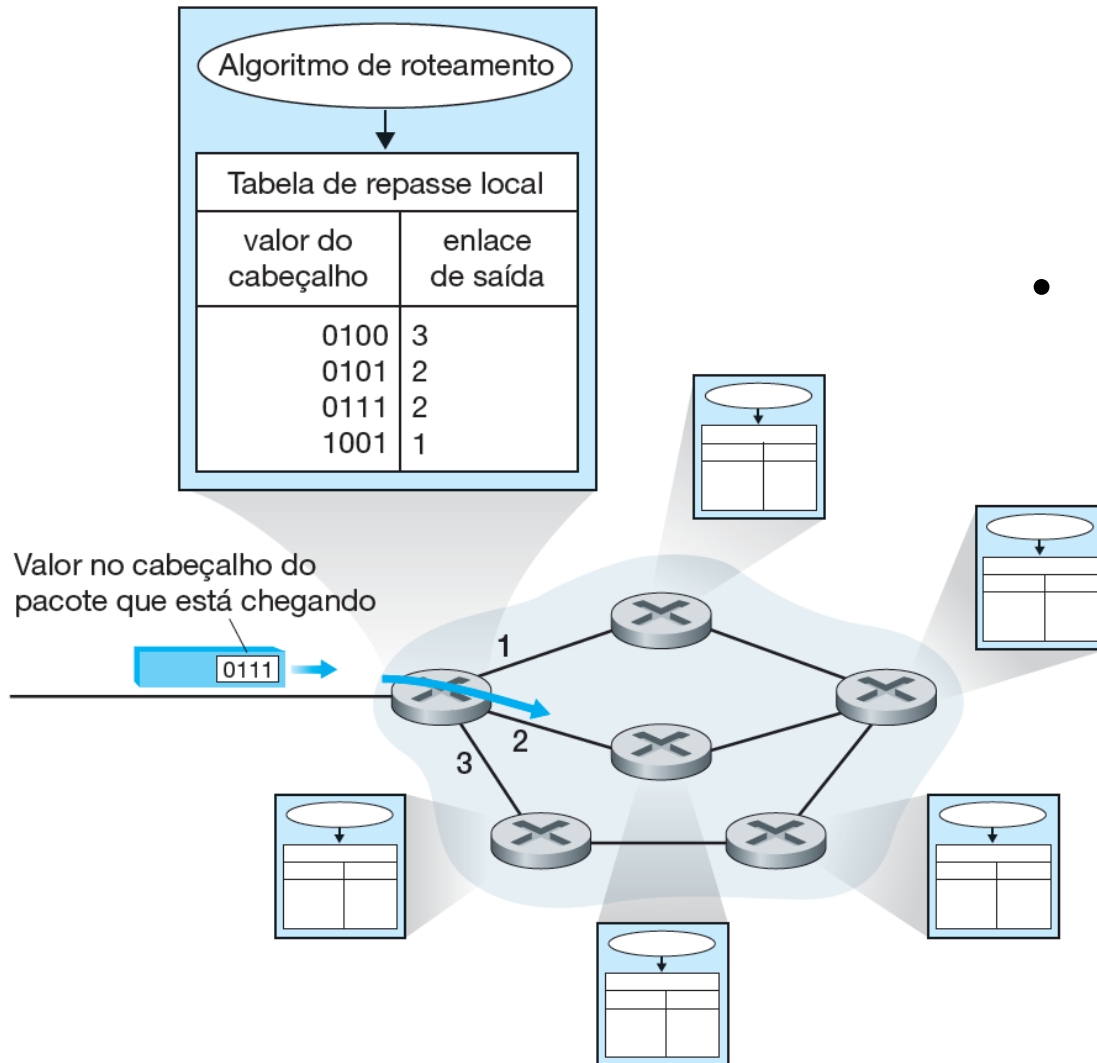 Algoritmo de roteamento
Tabela de repasse local
valor do cabeçalho
enlace de saída
0100 3
0101 2
0111 2
1001 1
Valor no cabeçalho do
pacote que está chegando
0111
1
2
3